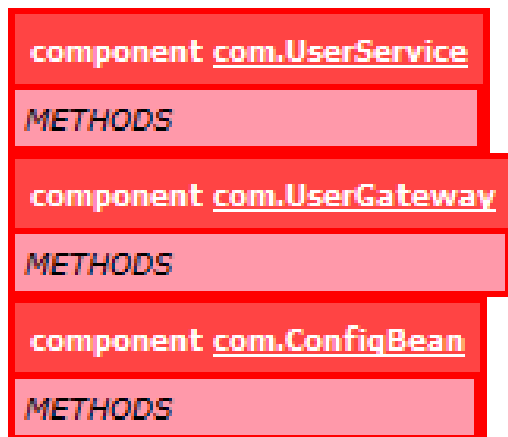 component com.UserService
METHODS
component com.UserGateway
METHODS
component com.ConfigBean
METHODS